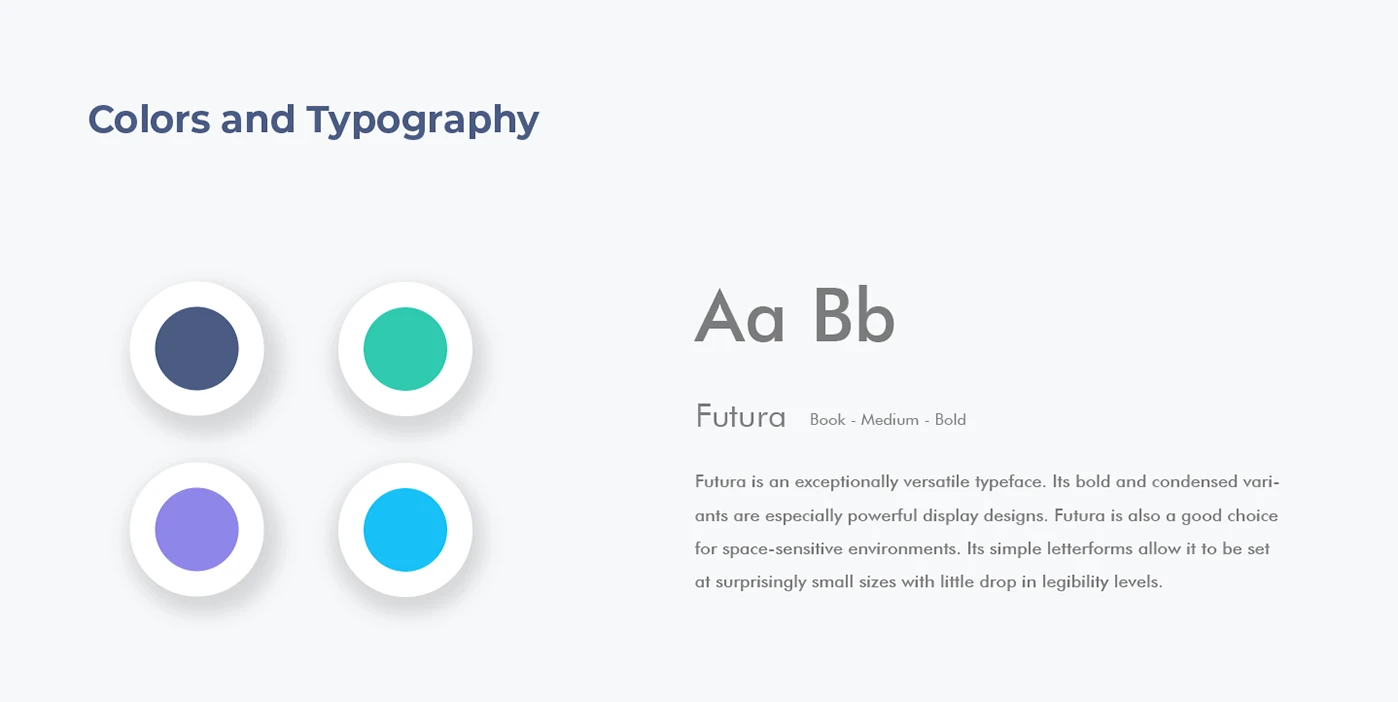 Colors and Typography
Aa Bb
Futura Book - Medium - Bold
Futura is an exceptionally versatile typeface. Its bold and condensed vari-
ants are especially powerful display designs. Futura is also a good choice
for space-sensitive environments. Its simple letterforms allow it to be set
at surprisingly small sizes with little drop in legibility levels.